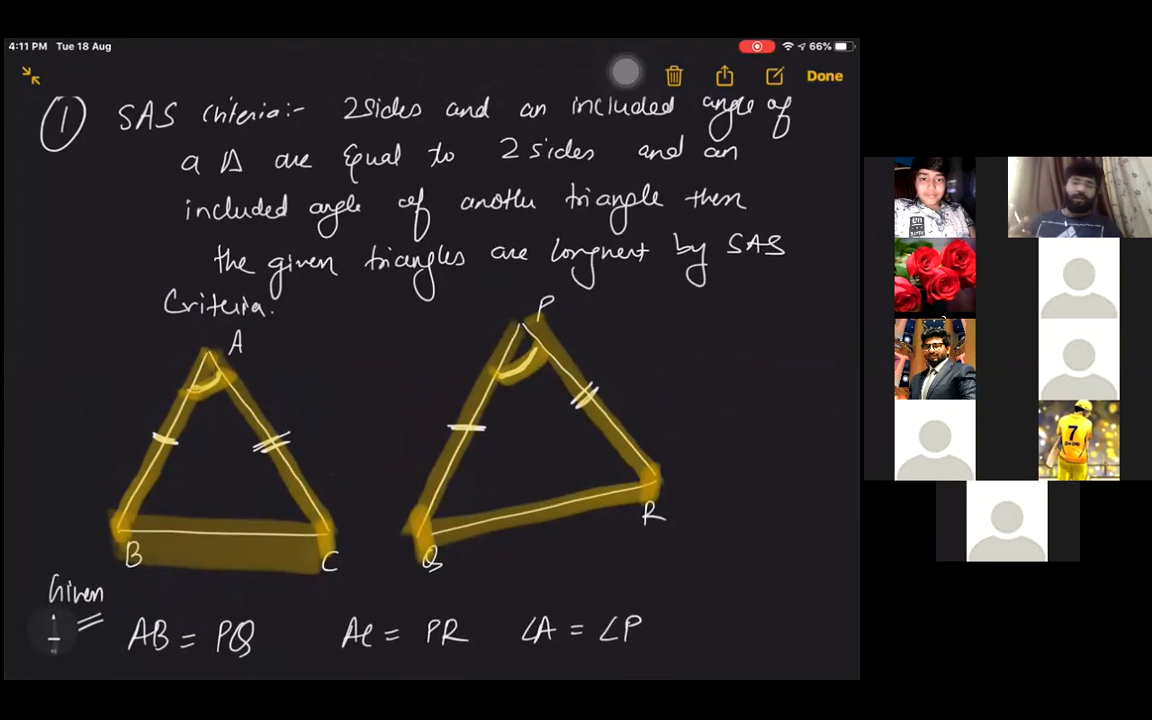 4:11 PM Tue 18 Aug
66%
Done
1 SAS Criteria:- 2 sides and an included angle of
a Δ are Equal to 2 sides and an
included angle of another triangle then
the given triangles are congruent by SAS
Criteria.
A
P
B
C
Q
R
Given
AB = PQ AC = PR ∠A = ∠P
7